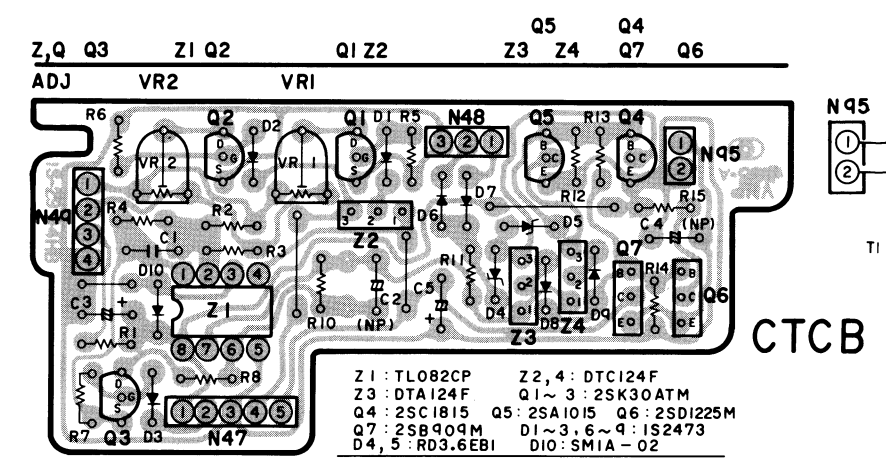 Q5 Q4
Z,Q Q3 Z1 Q2 Q1 Z2 Z3 Z4 Q7 Q6
ADJ VR2 VR1
R6 Q2 D2 Q1 D1 R5 N48 Q5 R13 Q4 N95
D G S D G S 3 2 1 B C E B C E 1 2 N95 1 2
VR2 VR1
N49 1 2 3 4 R4 R2 3 2 1 D6 D7 R12 R15
C1 R3 Z2 D5 C4 (NP)
T1
D10 1 2 3 4 R11 3 2 1 3 2 1 Q7 R14 B C E B C E Q6
C3 + Z1 C2 C5 +
R1 R10 (NP) D4 Z3 D8 Z4 D9
8 7 6 5
CTCB
R8
D G S
R7 Q3 D3 1 2 3 4 5 N47
Z1 : TL082CP Z2,4 : DTC124F
Z3 : DTA124F Q1~3 : 2SK30ATM
Q4 : 2SC1815 Q5 : 2SA1015 Q6 : 2SD1225M
Q7 : 2SB909M D1~3,6~9 : 1S2473
D4,5 : RD3.6EB1 D10: SM1A-02